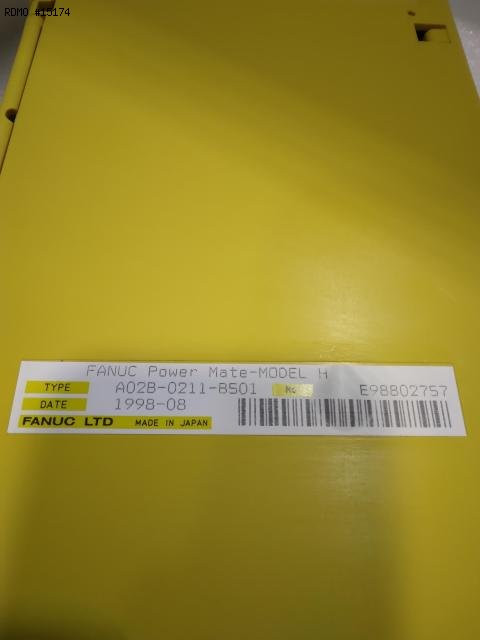 RDMO #15174
FANUC Power Mate-MODEL H
TYPE A02B-0211-B501 No. E98802757
DATE 1998-08
FANUC LTD MADE IN JAPAN